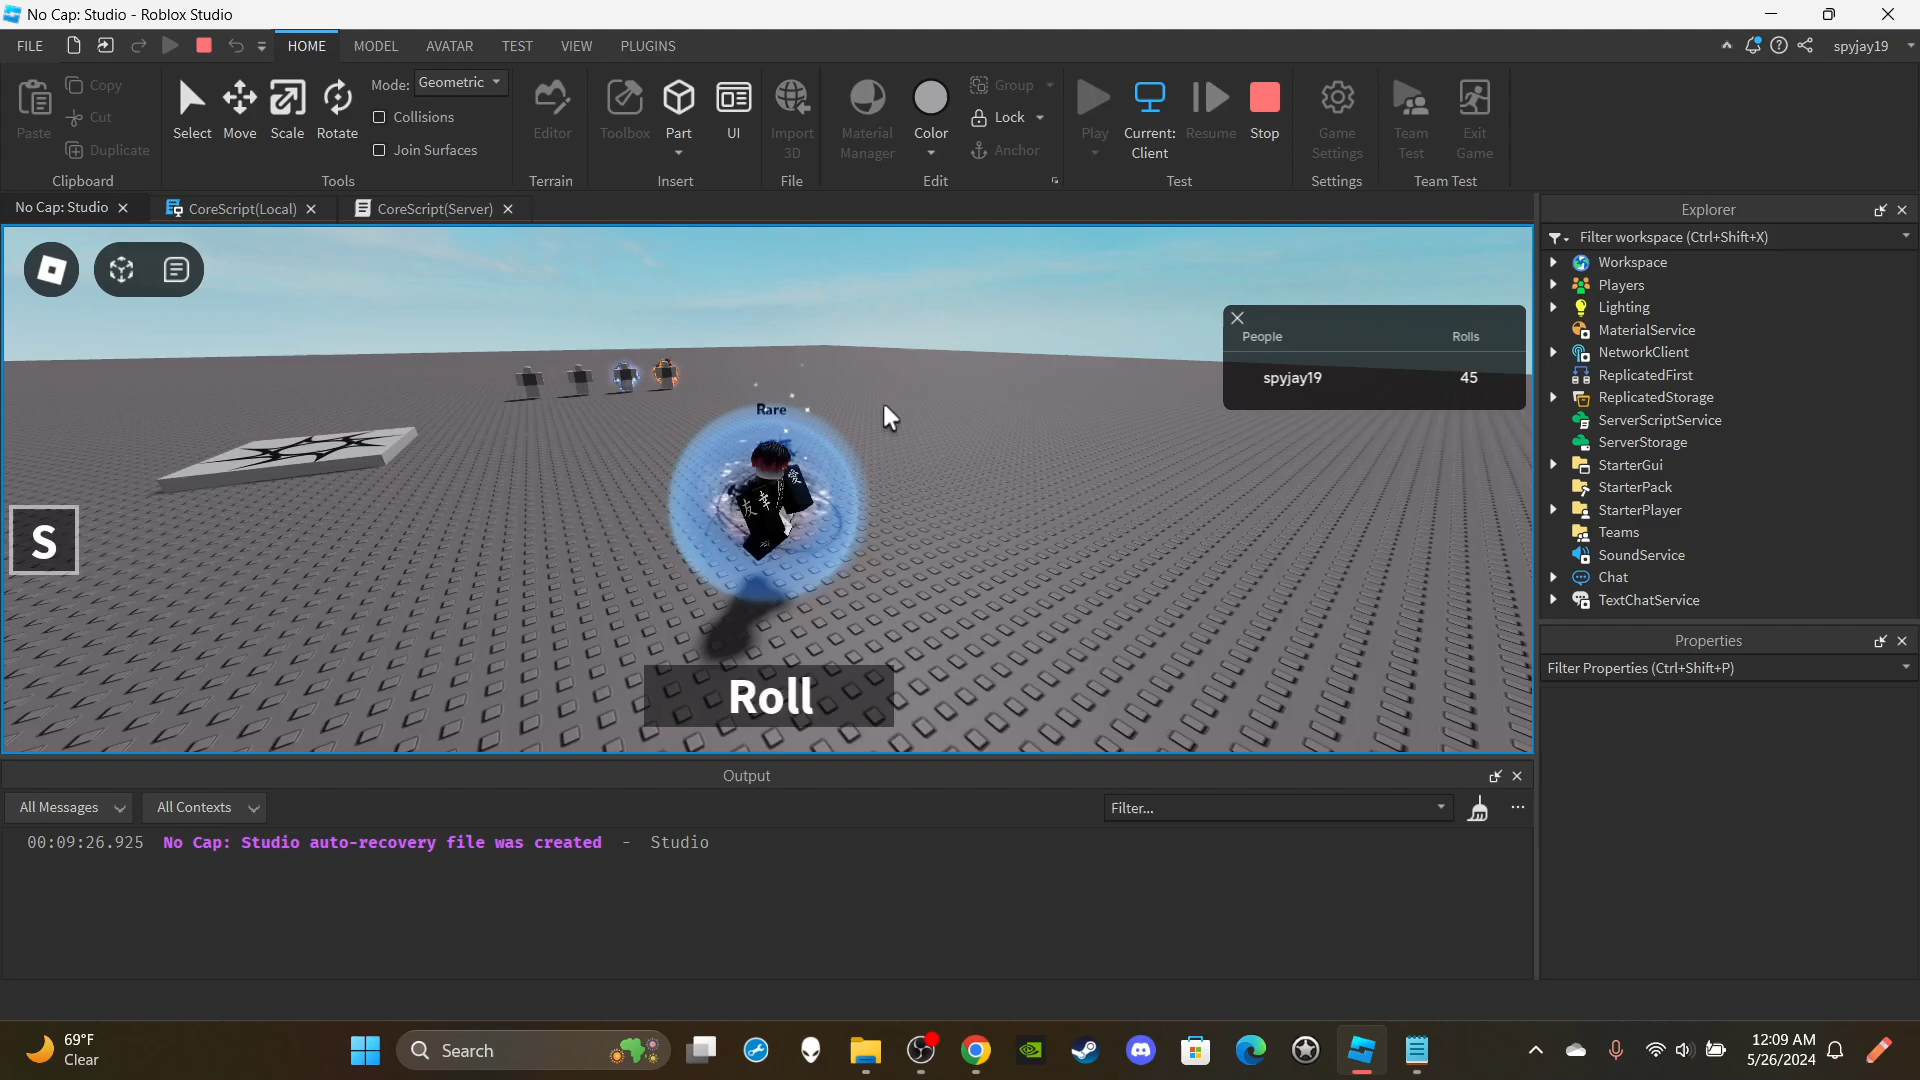 No Cap: Studio - Roblox Studio
FILE
HOME
MODEL
AVATAR
TEST
VIEW
PLUGINS
spyjay19
Paste
Copy
Cut
Duplicate
Clipboard
Select
Move
Scale
Rotate
Mode: Geometric
Collisions
Join Surfaces
Tools
Editor
Terrain
Toolbox
Part
UI
Insert
Import
3D
File
Material
Manager
Color
Group
Lock
Anchor
Edit
Play
Current:
Client
Resume
Stop
Test
Game
Settings
Settings
Team
Test
Exit
Game
Team Test
No Cap: Studio
CoreScript(Local)
CoreScript(Server)
People Rolls
spyjay19 45
Rare
愛
幸
友
S
Roll
Explorer
Filter workspace (Ctrl+Shift+X)
Workspace
Players
Lighting
MaterialService
NetworkClient
ReplicatedFirst
ReplicatedStorage
ServerScriptService
ServerStorage
StarterGui
StarterPack
StarterPlayer
Teams
SoundService
Chat
TextChatService
Properties
Filter Properties (Ctrl+Shift+P)
Output
All Messages
All Contexts
Filter...
00:09:26.925 No Cap: Studio auto-recovery file was created - Studio
69°F
Clear
Search
12:09 AM
5/26/2024